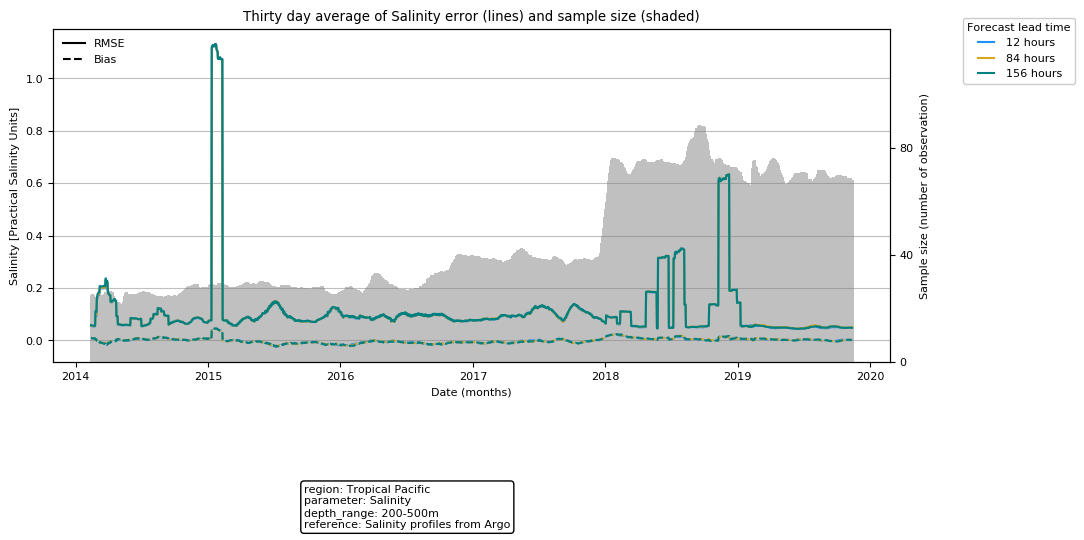 Thirty day average of Salinity error (lines) and sample size (shaded)
Forecast lead time
12 hours
84 hours
156 hours
RMSE
Bias
Salinity [Practical Salinity Units]
1.0
0.8
0.6
0.4
0.2
0.0
80
40
0
Sample size (number of observation)
2014 2015 2016 2017 2018 2019 2020
Date (months)
region: Tropical Pacific
parameter: Salinity
depth_range: 200-500m
reference: Salinity profiles from Argo